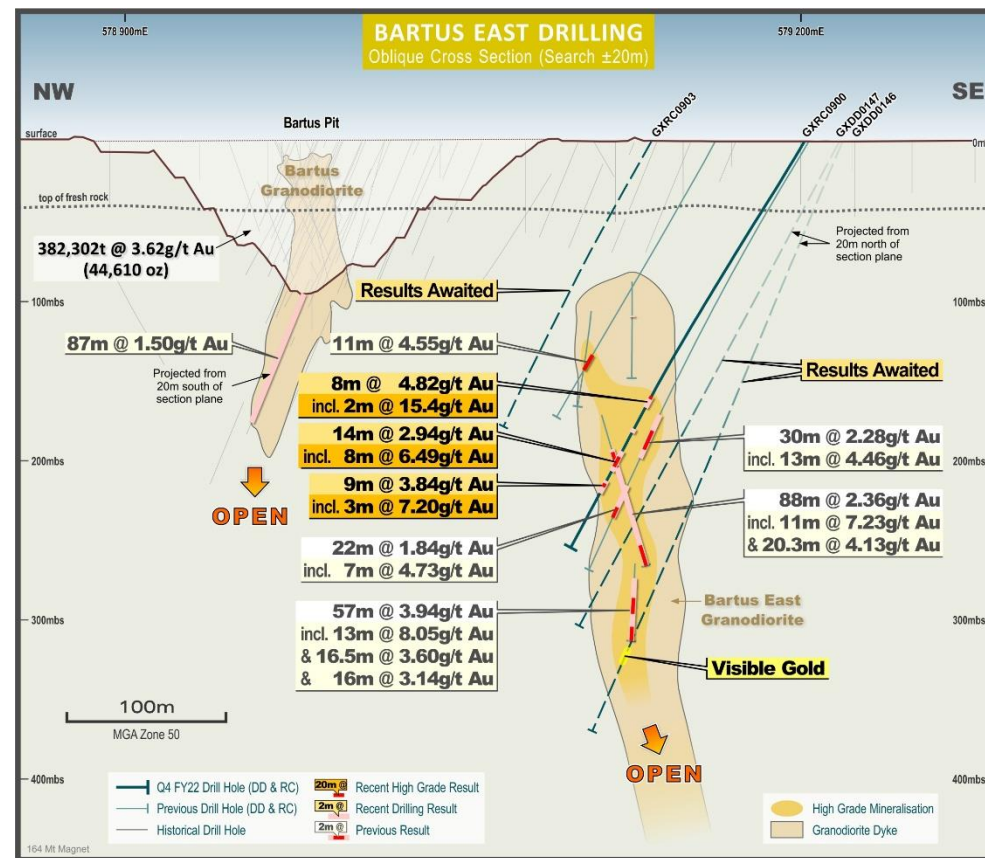 BARTUS EAST DRILLING
Oblique Cross Section (Search ±20m)
578 900mE
579 200mE
NW
SE
Bartus Pit
GXRC0903
GXRC0900
GXDD0147
GXDD0146
surface
0m
Bartus
Granodiorite
top of fresh rock
382,302t @ 3.62g/t Au
(44,610 oz)
Projected from
20m north of
section plane
100mbs
100mbs
Results Awaited
87m @ 1.50g/t Au
11m @ 4.55g/t Au
Projected from
20m south of
section plane
Results Awaited
8m @ 4.82g/t Au
incl. 2m @ 15.4g/t Au
14m @ 2.94g/t Au
incl. 8m @ 6.49g/t Au
30m @ 2.28g/t Au
incl. 13m @ 4.46g/t Au
200mbs
200mbs
9m @ 3.84g/t Au
incl. 3m @ 7.20g/t Au
OPEN
88m @ 2.36g/t Au
incl. 11m @ 7.23g/t Au
& 20.3m @ 4.13g/t Au
22m @ 1.84g/t Au
incl. 7m @ 4.73g/t Au
57m @ 3.94g/t Au
incl. 13m @ 8.05g/t Au
& 16.5m @ 3.60g/t Au
& 16m @ 3.14g/t Au
Bartus East
Granodiorite
300mbs
300mbs
Visible Gold
100m
MGA Zone 50
OPEN
400mbs
400mbs
Q4 FY22 Drill Hole (DD & RC)
Previous Drill Hole (DD & RC)
Historical Drill Hole
20m @
Recent High Grade Result
2m @
Recent Drilling Result
2m @
Previous Result
High Grade Mineralisation
Granodiorite Dyke
164 Mt Magnet